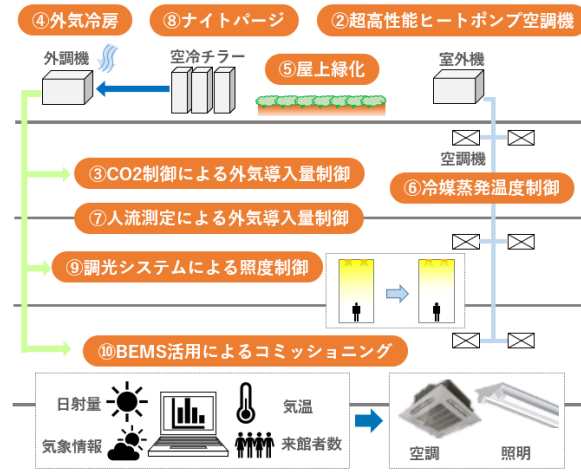 ④外気冷房
⑧ナイトパージ
②超高性能ヒートポンプ空調機
外調機
空冷チラー
⑤屋上緑化
室外機
空調機
③CO2制御による外気導入量制御
⑥冷媒蒸発温度制御
⑦人流測定による外気導入量制御
⑨調光システムによる照度制御
⑩BEMS活用によるコミッショニング
日射量
気温
気象情報
来館者数
空調
照明